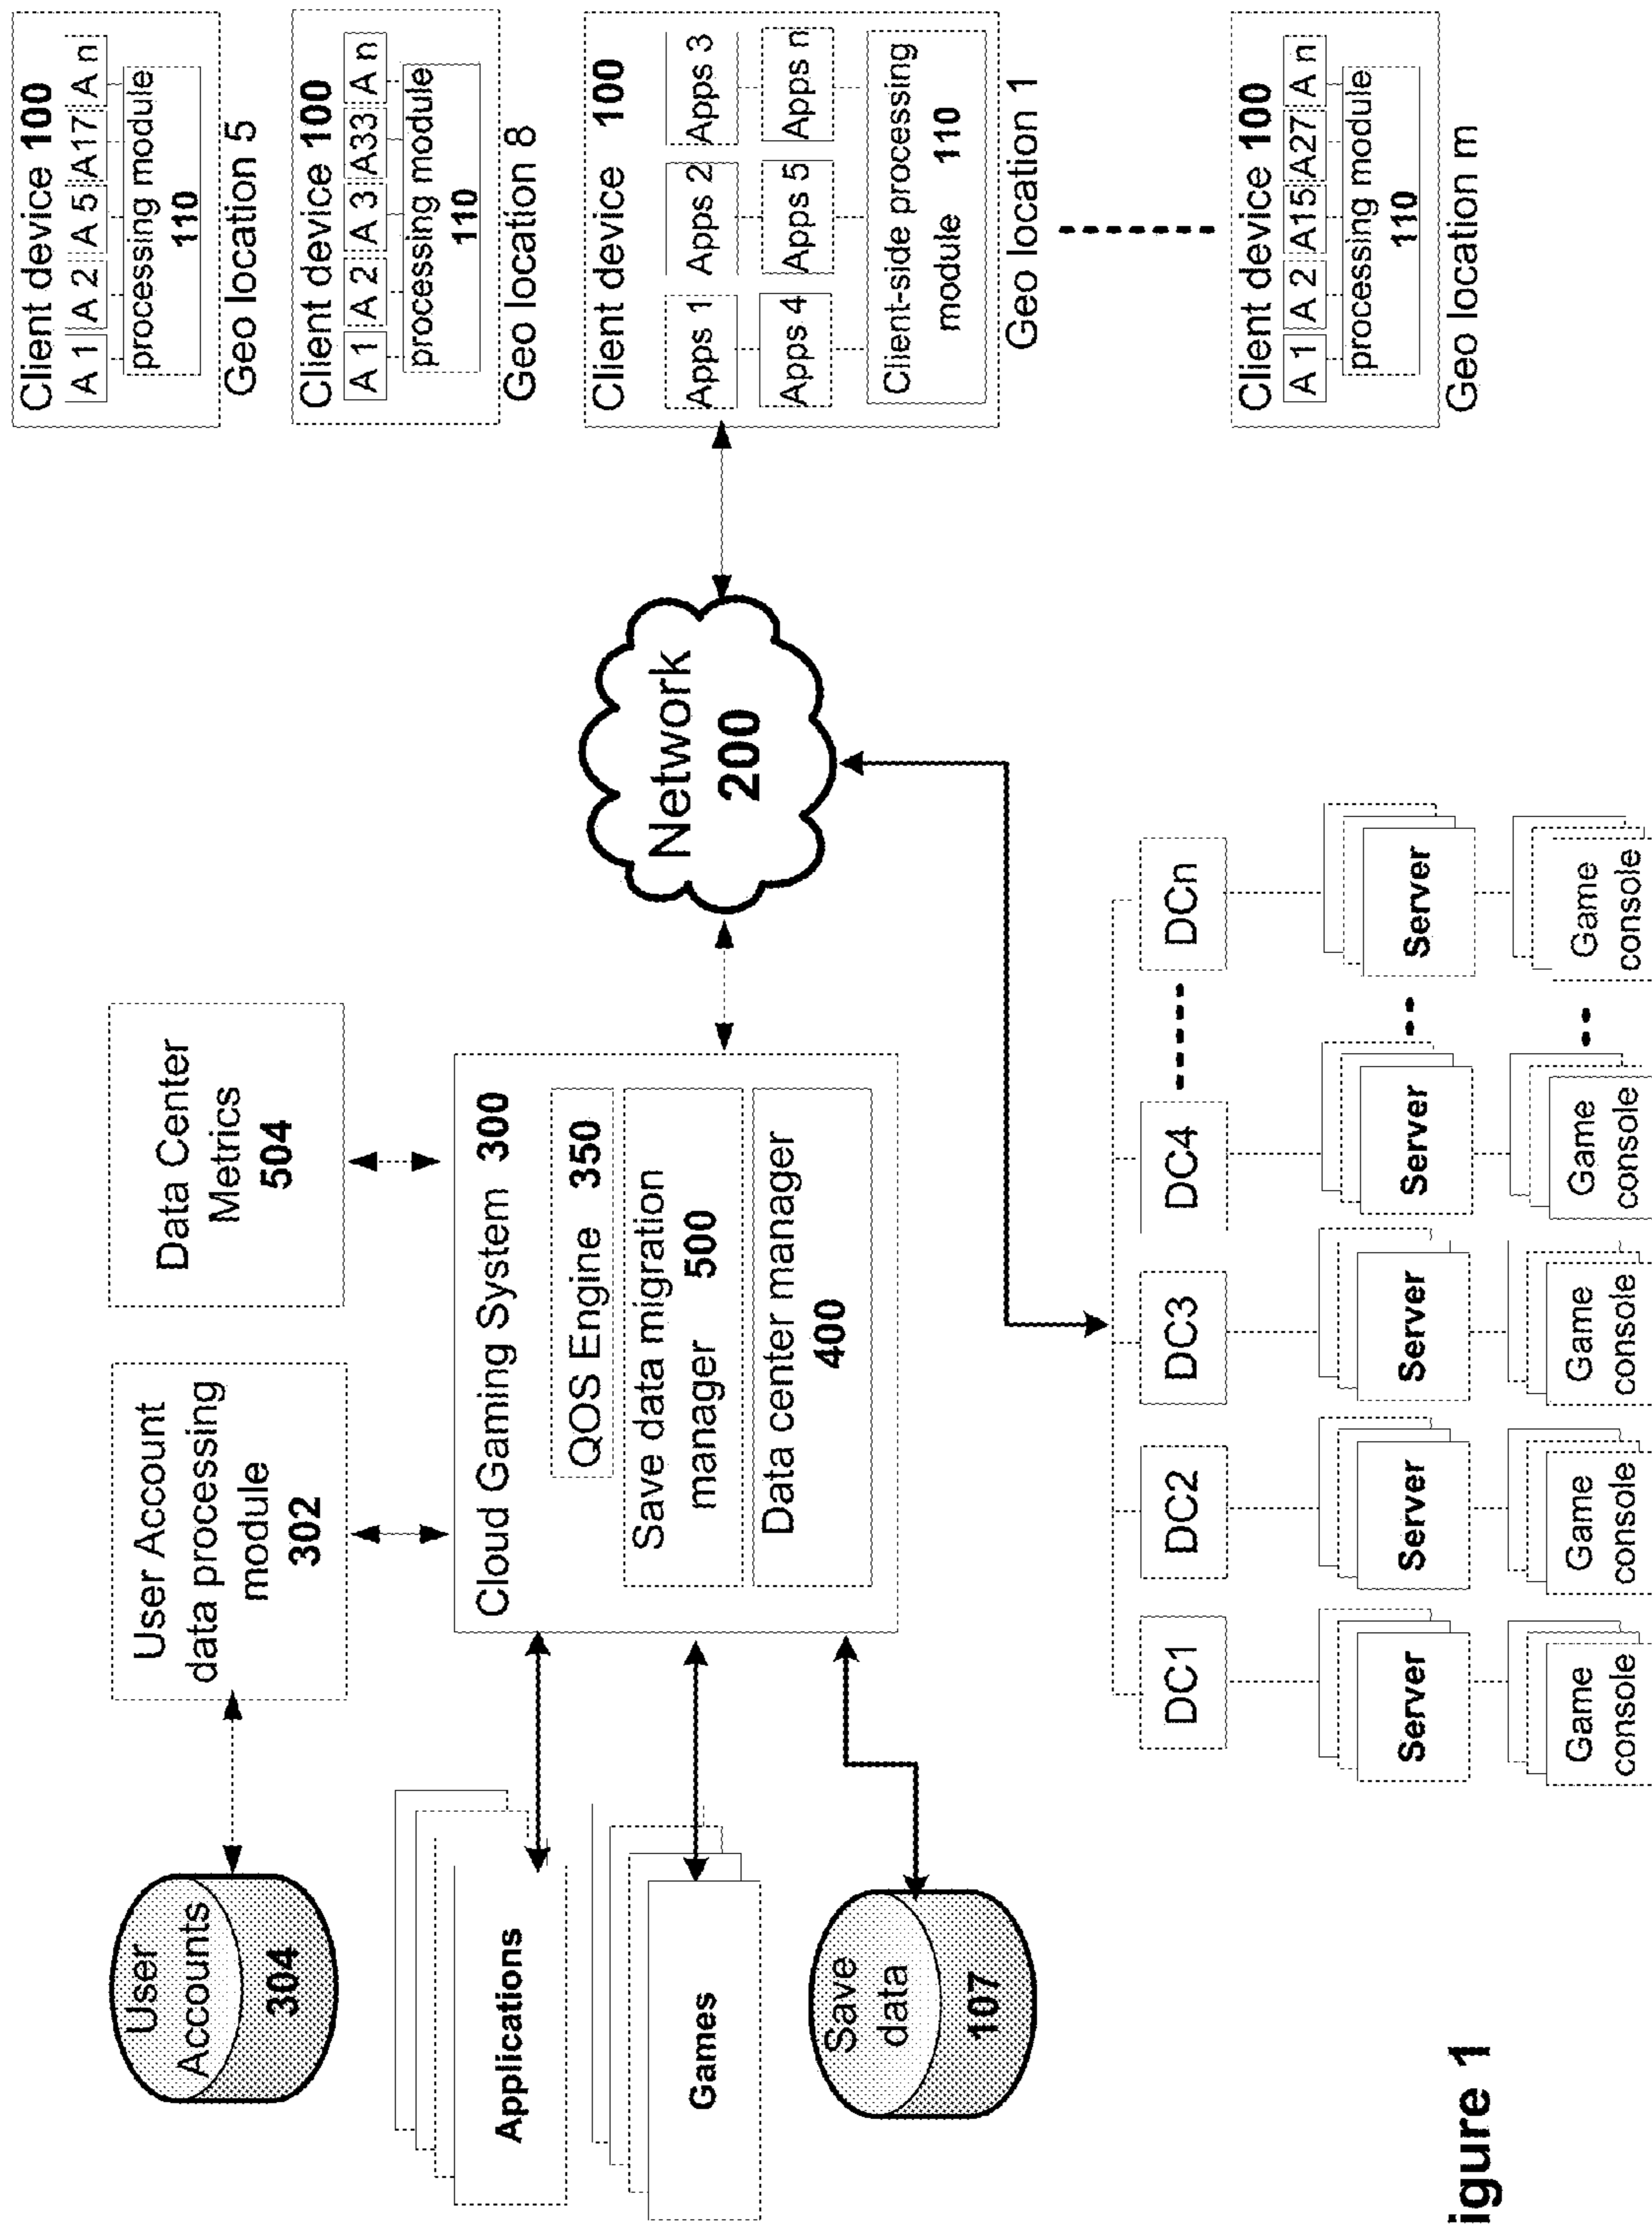 User
Accounts
304
User Account
data processing
module
302
Data Center
Metrics
504
Client device 100
A 1 A 2 A 5 A17 A n
processing module
110
Geo location 5
Client device 100
A 1 A 2 A 3 A33 A n
processing module
110
Geo location 8
Applications
Games
Save
data
107
Cloud Gaming System 300
QOS Engine 350
Save data migration
manager 500
Data center manager
400
Network
200
Client device 100
Apps 1 Apps 2 Apps 3
Apps 4 Apps 5 Apps n
Client-side processing
module 110
Geo location 1
Client device 100
A 1 A 2 A15 A27 A n
processing module
110
Geo location m
DC1 DC2 DC3 DC4 DCn
Server Server Server Server Server
Game Game Game Game Game
console console console console console
igure 1